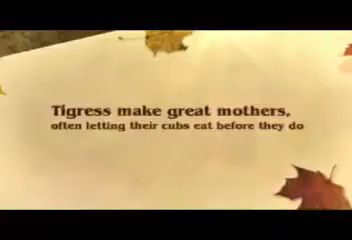 Tigress make great mothers,
often letting their cubs eat before they do